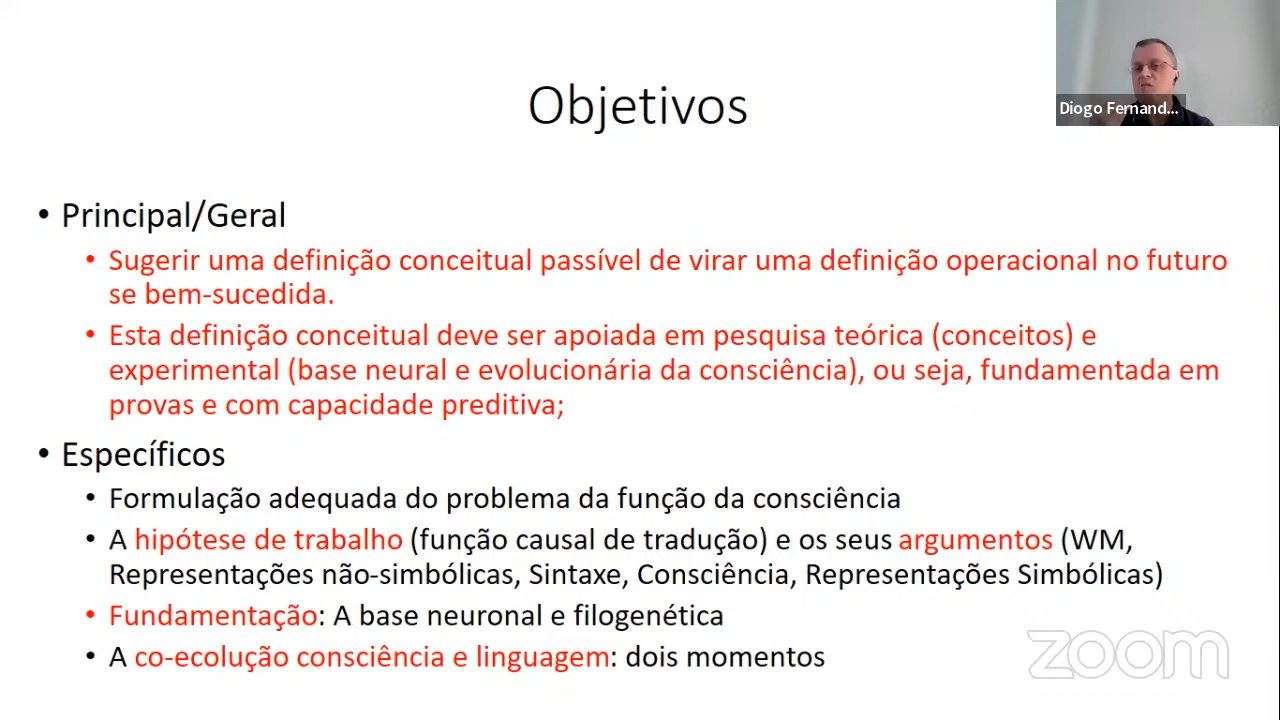 Objetivos
Diogo Fernand...
• Principal/Geral
• Sugerir uma definição conceitual passível de virar uma definição operacional no futuro
se bem-sucedida.
• Esta definição conceitual deve ser apoiada em pesquisa teórica (conceitos) e
experimental (base neural e evolucionária da consciência), ou seja, fundamentada em
provas e com capacidade preditiva;
• Específicos
• Formulação adequada do problema da função da consciência
• A hipótese de trabalho (função causal de tradução) e os seus argumentos (WM,
Representações não-simbólicas, Sintaxe, Consciência, Representações Simbólicas)
• Fundamentação: A base neuronal e filogenética
• A co-ecolução consciência e linguagem: dois momentos
zoom